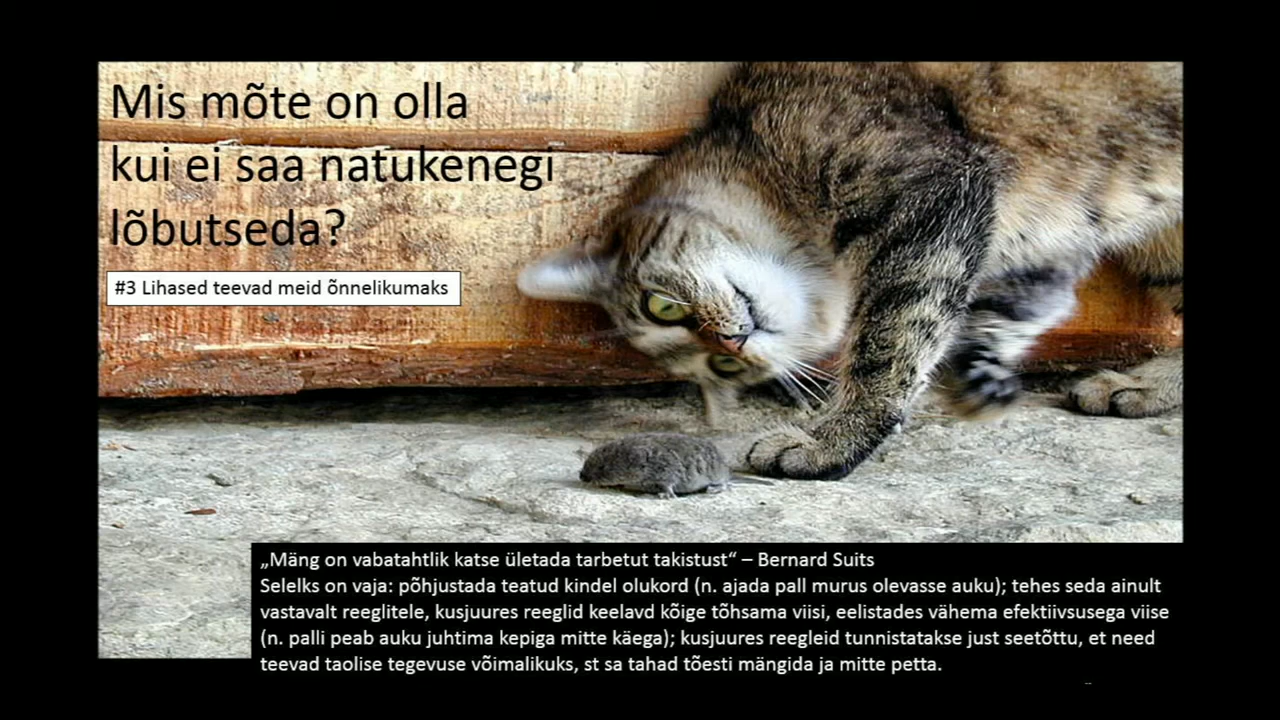 Mis mõte on olla
kui ei saa natukenegi
lõbutseda?
#3 Lihased teevad meid õnnelikumaks
„Mäng on vabatahtlik katse ületada tarbetut takistust“ – Bernard Suits
Selelks on vaja: põhjustada teatud kindel olukord (n. ajada pall murus olevasse auku); tehes seda ainult
vastavalt reeglitele, kusjuures reeglid keelavd kõige tõhsama viisi, eelistades vähema efektiivsusega viise
(n. palli peab auku juhtima kepiga mitte käega); kusjuures reegleid tunnistatakse just seetõttu, et need
teevad taolise tegevuse võimalikuks, st sa tahad tõesti mängida ja mitte petta.